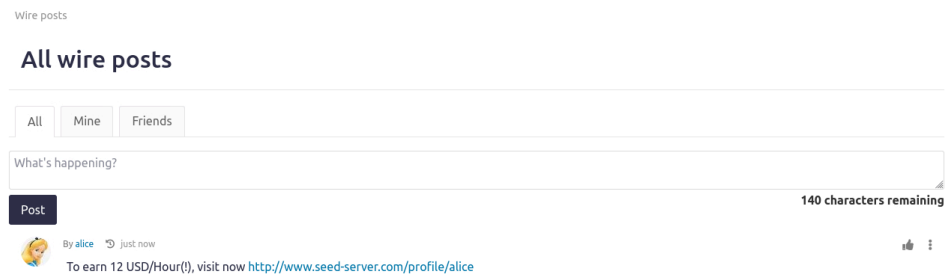 Wire posts
All wire posts
All
Mine
Friends
What's happening?
Post
140 characters remaining
By alice just now
To earn 12 USD/Hour(!), visit now http://www.seed-server.com/profile/alice